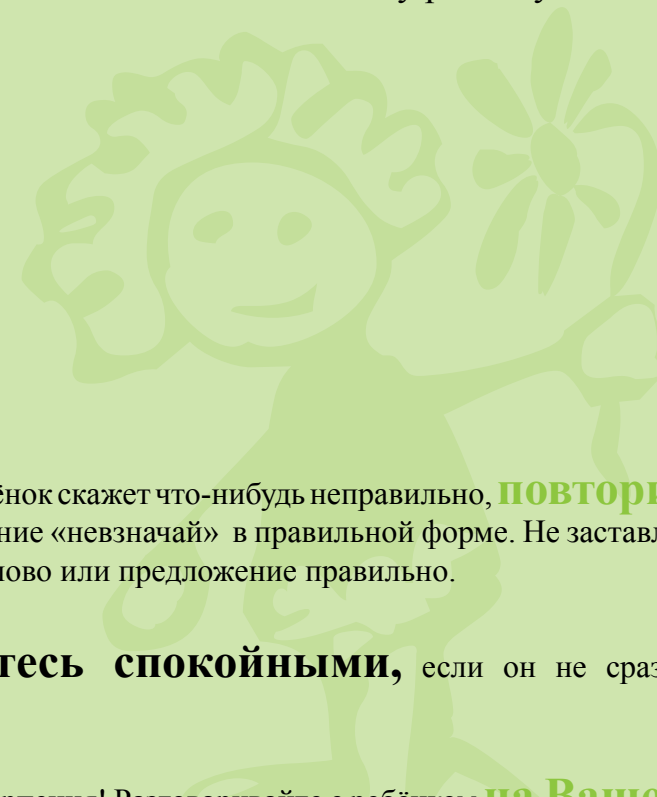 ёнок скажет что-нибудь неправильно, повтори
ние «невзначай» в правильной форме. Не заставл
ово или предложение правильно.
тесь спокойными, если он не сраз
Разговаривайте с ребёнком на Ваше